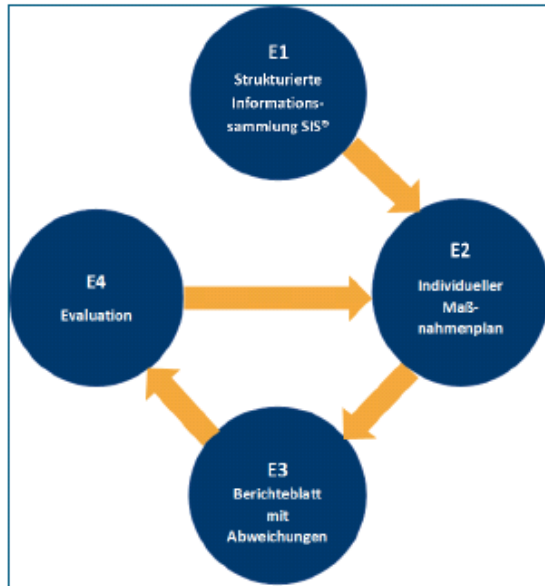 E1
Strukturierte
Informations-
sammlung SIS®
E2
Individueller
Maß-
nahmenplan
E3
Berichteblatt
mit
Abweichungen
E4
Evaluation